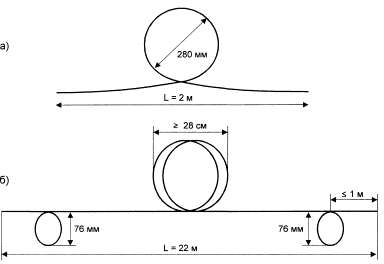 а)
280 мм
L = 2 м
б)
≥ 28 см
≤ 1 м
76 мм
76 мм
L = 22 м